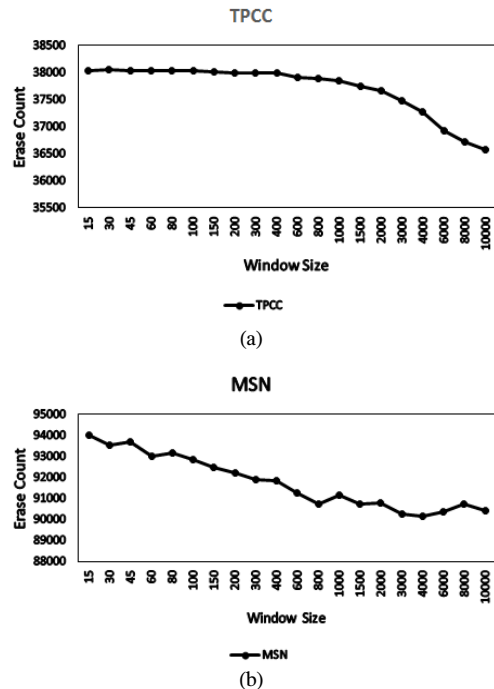 TPCC
38500
38000
37500
37000
36500
36000
35500
Erase Count
15 30 45 60 80 100 150 200 300 400 600 800 1000 1500 2000 3000 4000 6000 8000 10000
Window Size
TPCC
(a)
MSN
95000
94000
93000
92000
91000
90000
89000
88000
Erase Count
15 30 45 60 80 100 150 200 300 400 600 800 1000 1500 2000 3000 4000 6000 8000 10000
Window Size
MSN
(b)